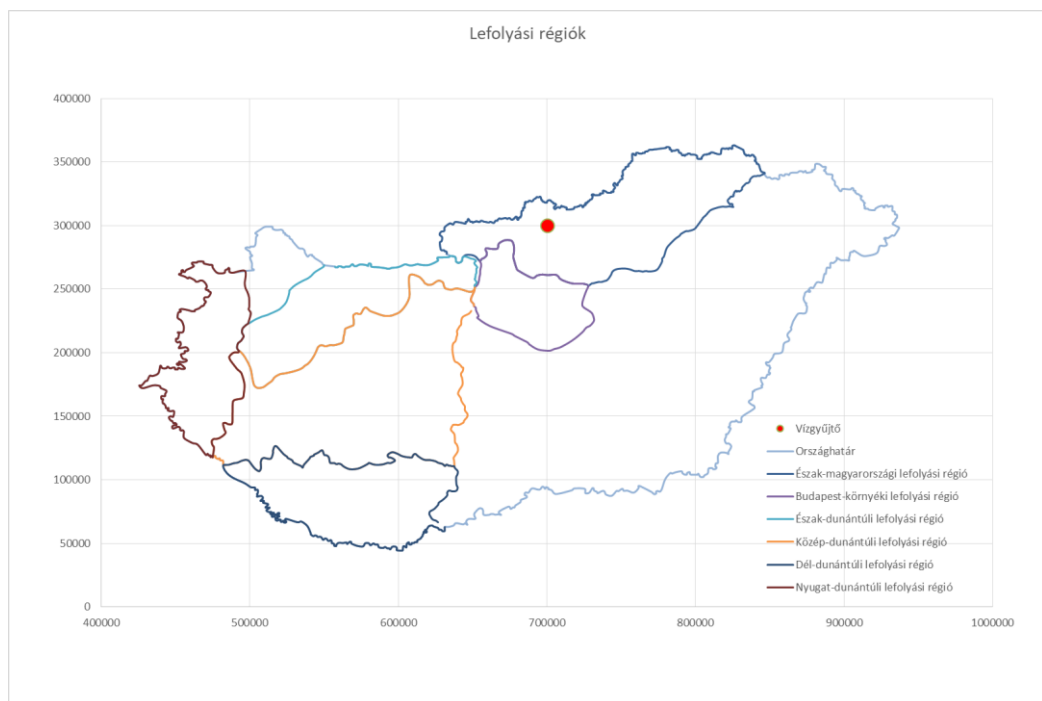 Lefolyási régiók
400000
350000
300000
250000
200000
150000
100000
50000
0
400000 500000 600000 700000 800000 900000 1000000
Vízgyűjtő
Országhatár
Észak-magyarországi lefolyási régió
Budapest-környéki lefolyási régió
Észak-dunántúli lefolyási régió
Közép-dunántúli lefolyási régió
Dél-dunántúli lefolyási régió
Nyugat-dunántúli lefolyási régió